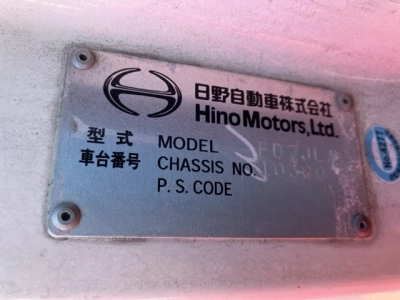 日野自動車株式会社
Hino Motors, Ltd.
型式 MODEL
車台番号 CHASSIS NO.
P. S. CODE